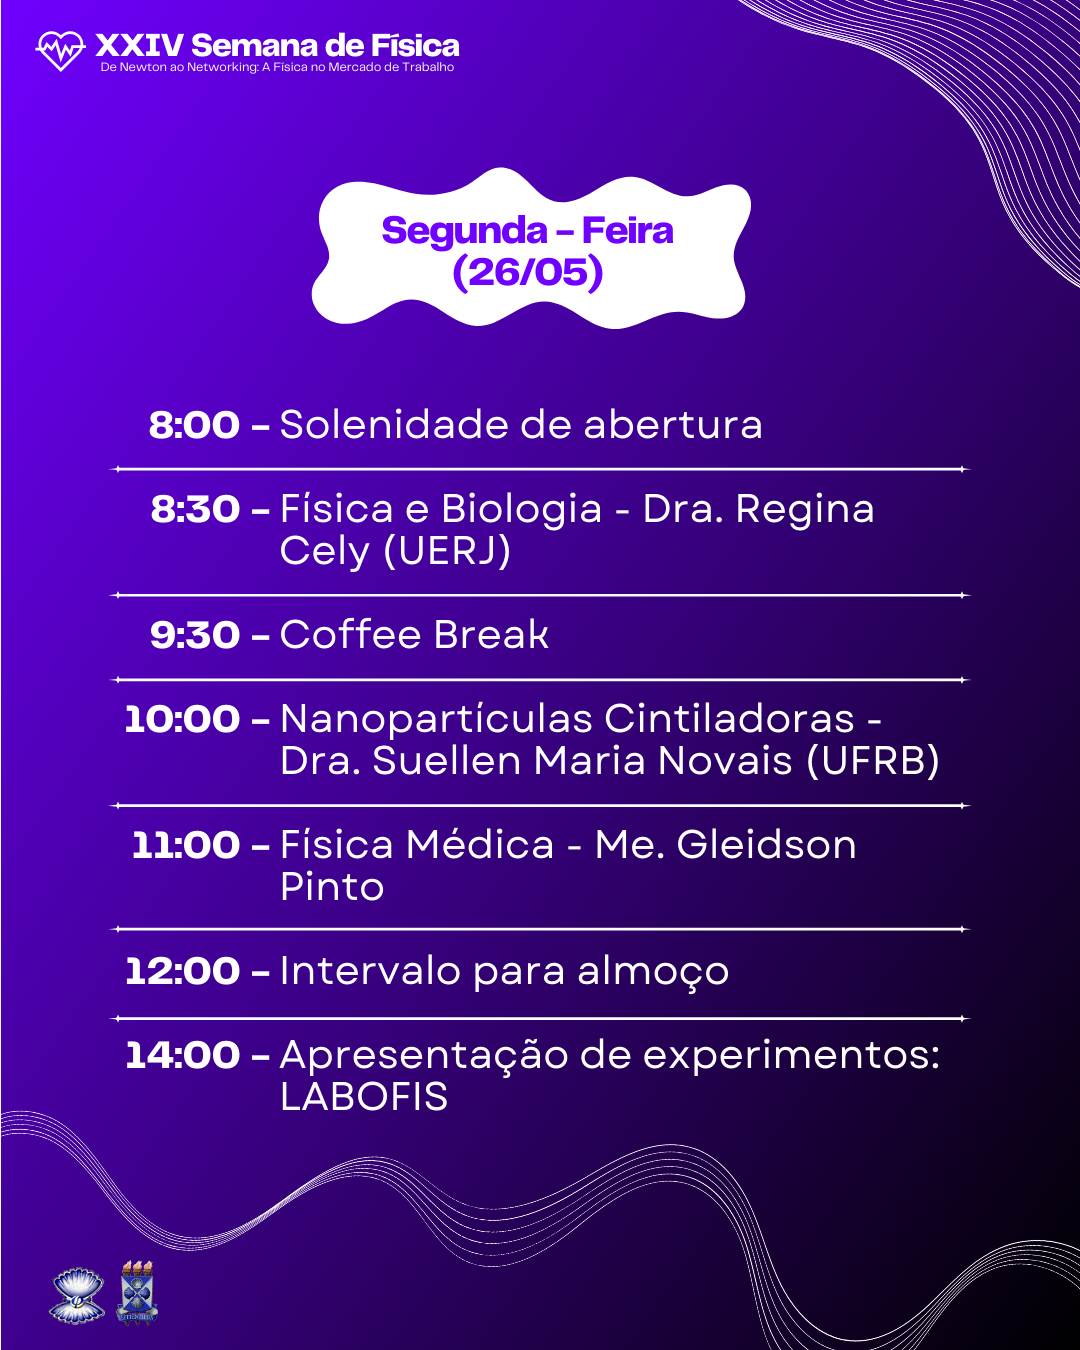 XXIV Semana de Física
De Newton ao Networking: A Física no Mercado de Trabalho
Segunda - Feira
(26/05)
8:00 - Solenidade de abertura
8:30 - Física e Biologia - Dra. Regina
Cely (UERJ)
9:30 - Coffee Break
10:00 - Nanopartículas Cintiladoras -
Dra. Suellen Maria Novais (UFRB)
11:00 - Física Médica - Me. Gleidson
Pinto
12:00 - Intervalo para almoço
14:00 - Apresentação de experimentos:
LABOFIS